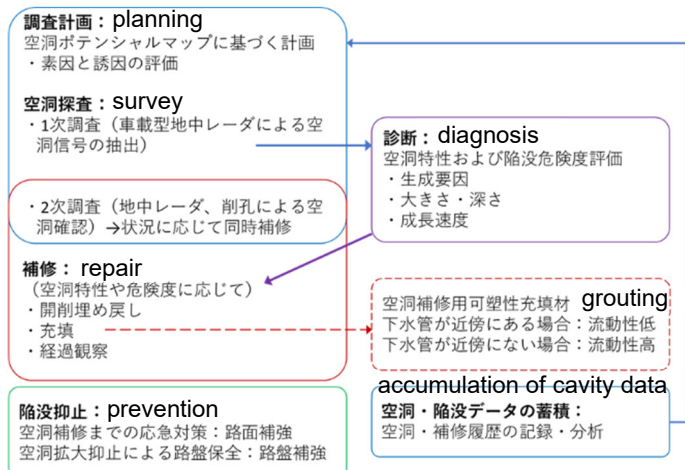 調査計画：planning
空洞ポテンシャルマップに基づく計画
・素因と誘因の評価
空洞探査：survey
・1次調査（車載型地中レーダによる空
洞信号の抽出）
・2次調査（地中レーダ、削孔による空
洞確認）→状況に応じて同時補修
補修：repair
（空洞特性や危険度に応じて）
・開削埋め戻し
・充填
・経過観察
診断：diagnosis
空洞特性および陥没危険度評価
・生成要因
・大きさ・深さ
・成長速度
空洞補修用可塑性充填材 grouting
下水管が近傍にある場合：流動性低
下水管が近傍にない場合：流動性高
陥没抑止：prevention
空洞補修までの応急対策：路面補強
空洞拡大抑止による路盤保全：路盤補強
accumulation of cavity data
空洞・陥没データの蓄積：
空洞・補修履歴の記録・分析